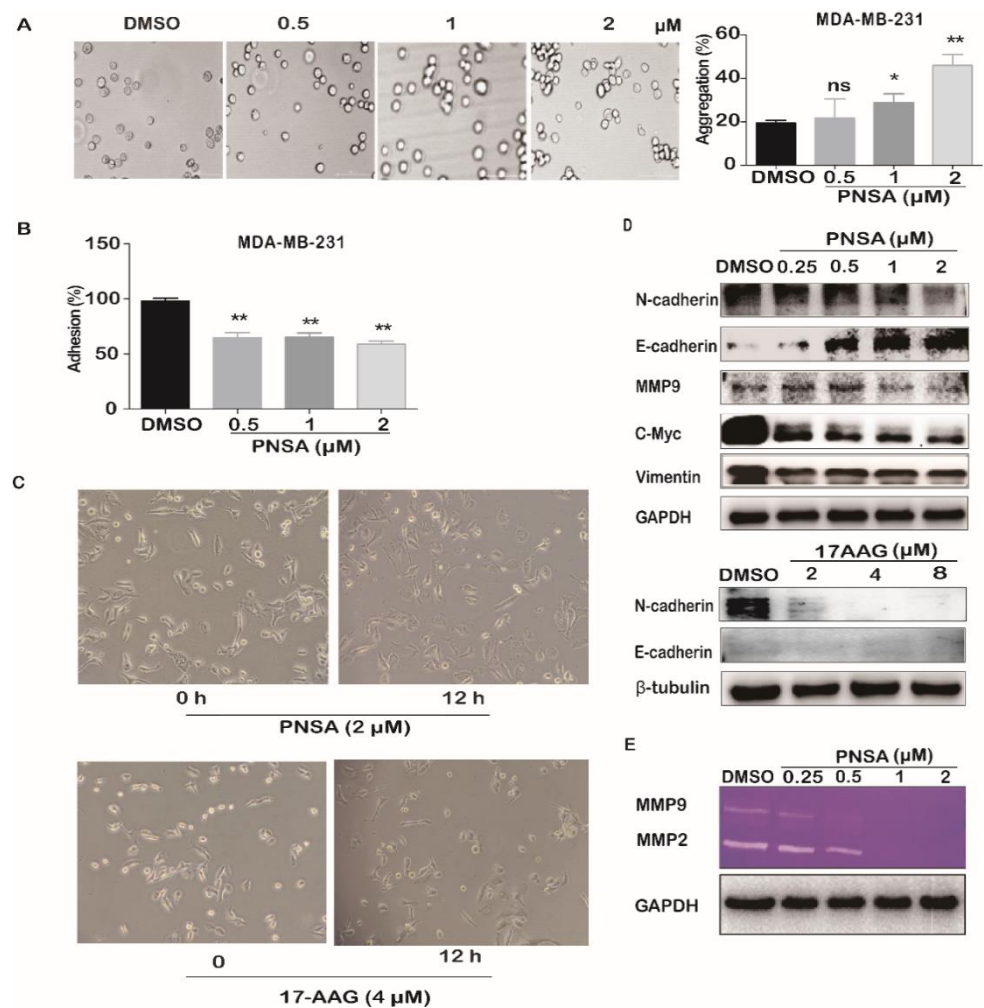 A
DMSO 0.5 1 2 µM
MDA-MB-231
Aggregation (%)
60
40
20
0
ns * **
DMSO 0.5 1 2
PNSA (µM)
B
MDA-MB-231
Adhesion (%)
150
100
50
0
** ** **
DMSO 0.5 1 2
PNSA (µM)
C
0 h 12 h
PNSA (2 µM)
0 12 h
17-AAG (4 µM)
D
PNSA (µM)
DMSO 0.25 0.5 1 2
N-cadherin
E-cadherin
MMP9
C-Myc
Vimentin
GAPDH
17AAG (µM)
DMSO 2 4 8
N-cadherin
E-cadherin
β-tubulin
E
PNSA (µM)
DMSO 0.25 0.5 1 2
MMP9
MMP2
GAPDH